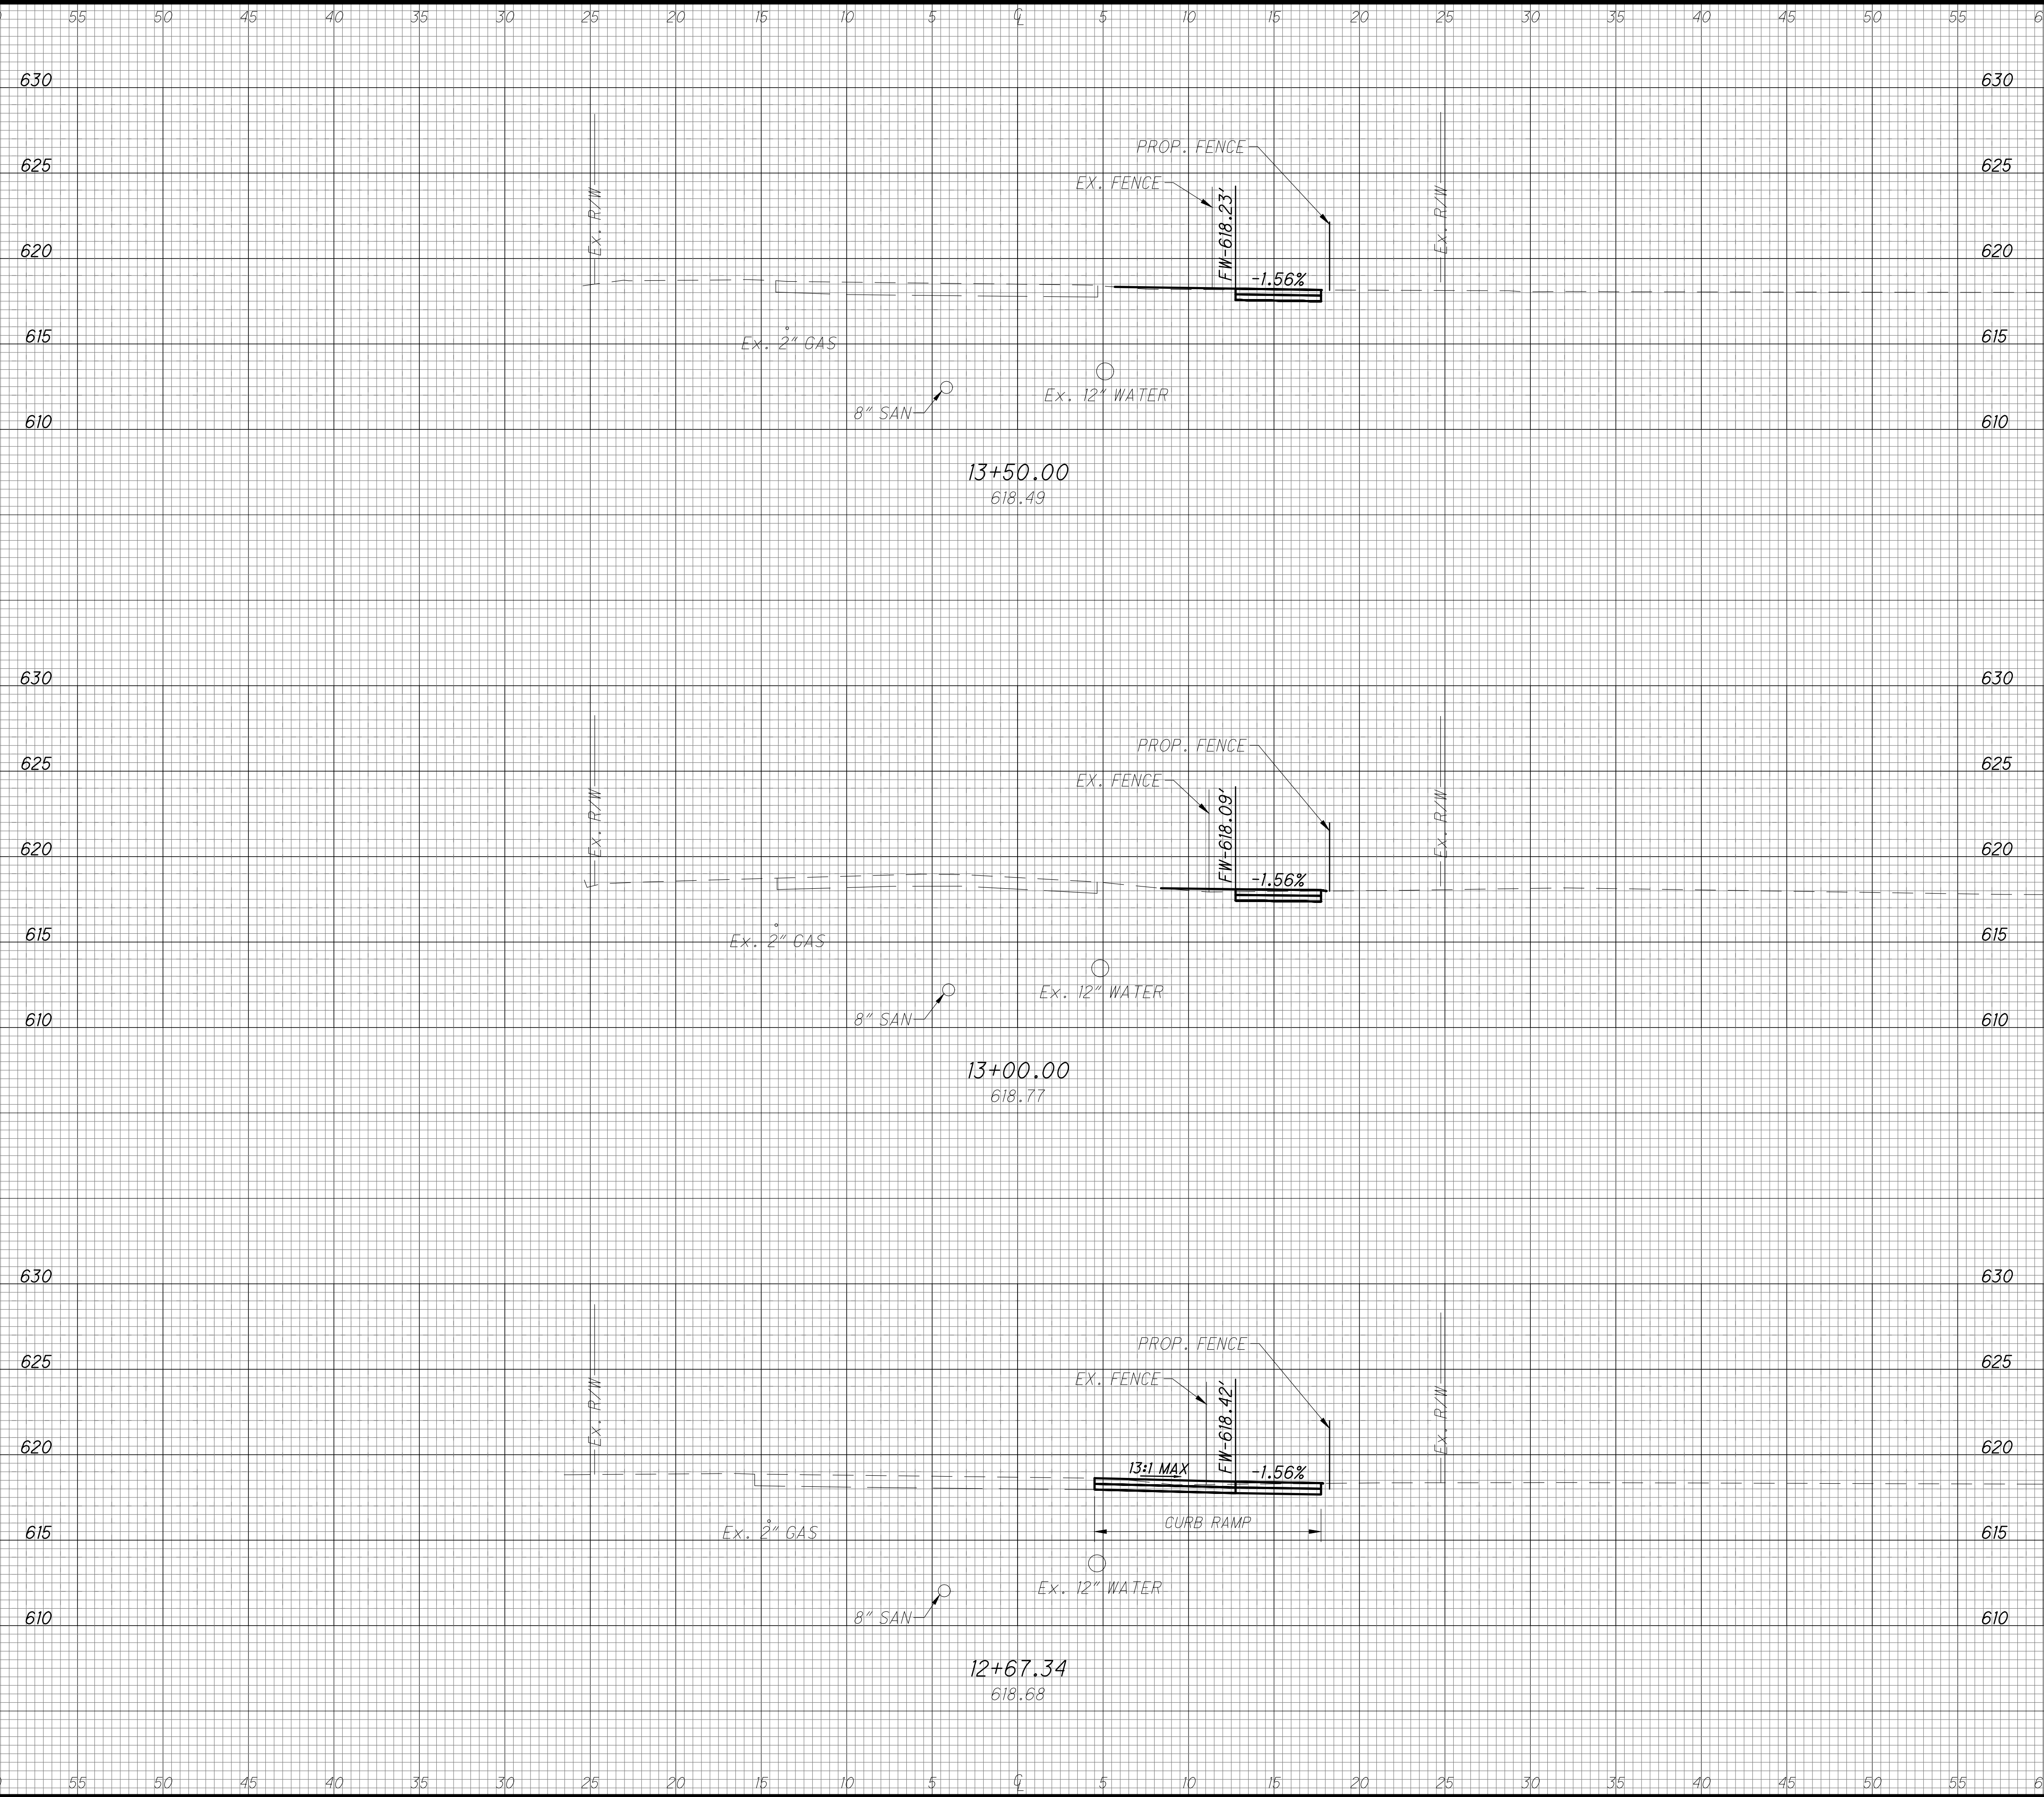 55 50 45 40 35 30 25 20 15 10 5 ℄ 5 10 15 20 25 30 35 40 45 50 55 6
630 630
PROP. FENCE
625 625
EX. FENCE
Ex. R/W
FW-618.23'
Ex. R/W
620 620
-1.56%
615 615
Ex. 2" GAS
Ex. 12" WATER
8" SAN
610 610
13+50.00
618.49
630 630
PROP. FENCE
625 625
EX. FENCE
Ex. R/W
FW-618.09'
Ex. R/W
620 620
-1.56%
615 615
Ex. 2" GAS
Ex. 12" WATER
8" SAN
610 610
13+00.00
618.77
630 630
PROP. FENCE
625 625
EX. FENCE
Ex. R/W
FW-618.42'
Ex. R/W
620 620
13:1 MAX
-1.56%
CURB RAMP
615 615
Ex. 2" GAS
Ex. 12" WATER
8" SAN
610 610
12+67.34
618.68
55 50 45 40 35 30 25 20 15 10 5 ℄ 5 10 15 20 25 30 35 40 45 50 55 6